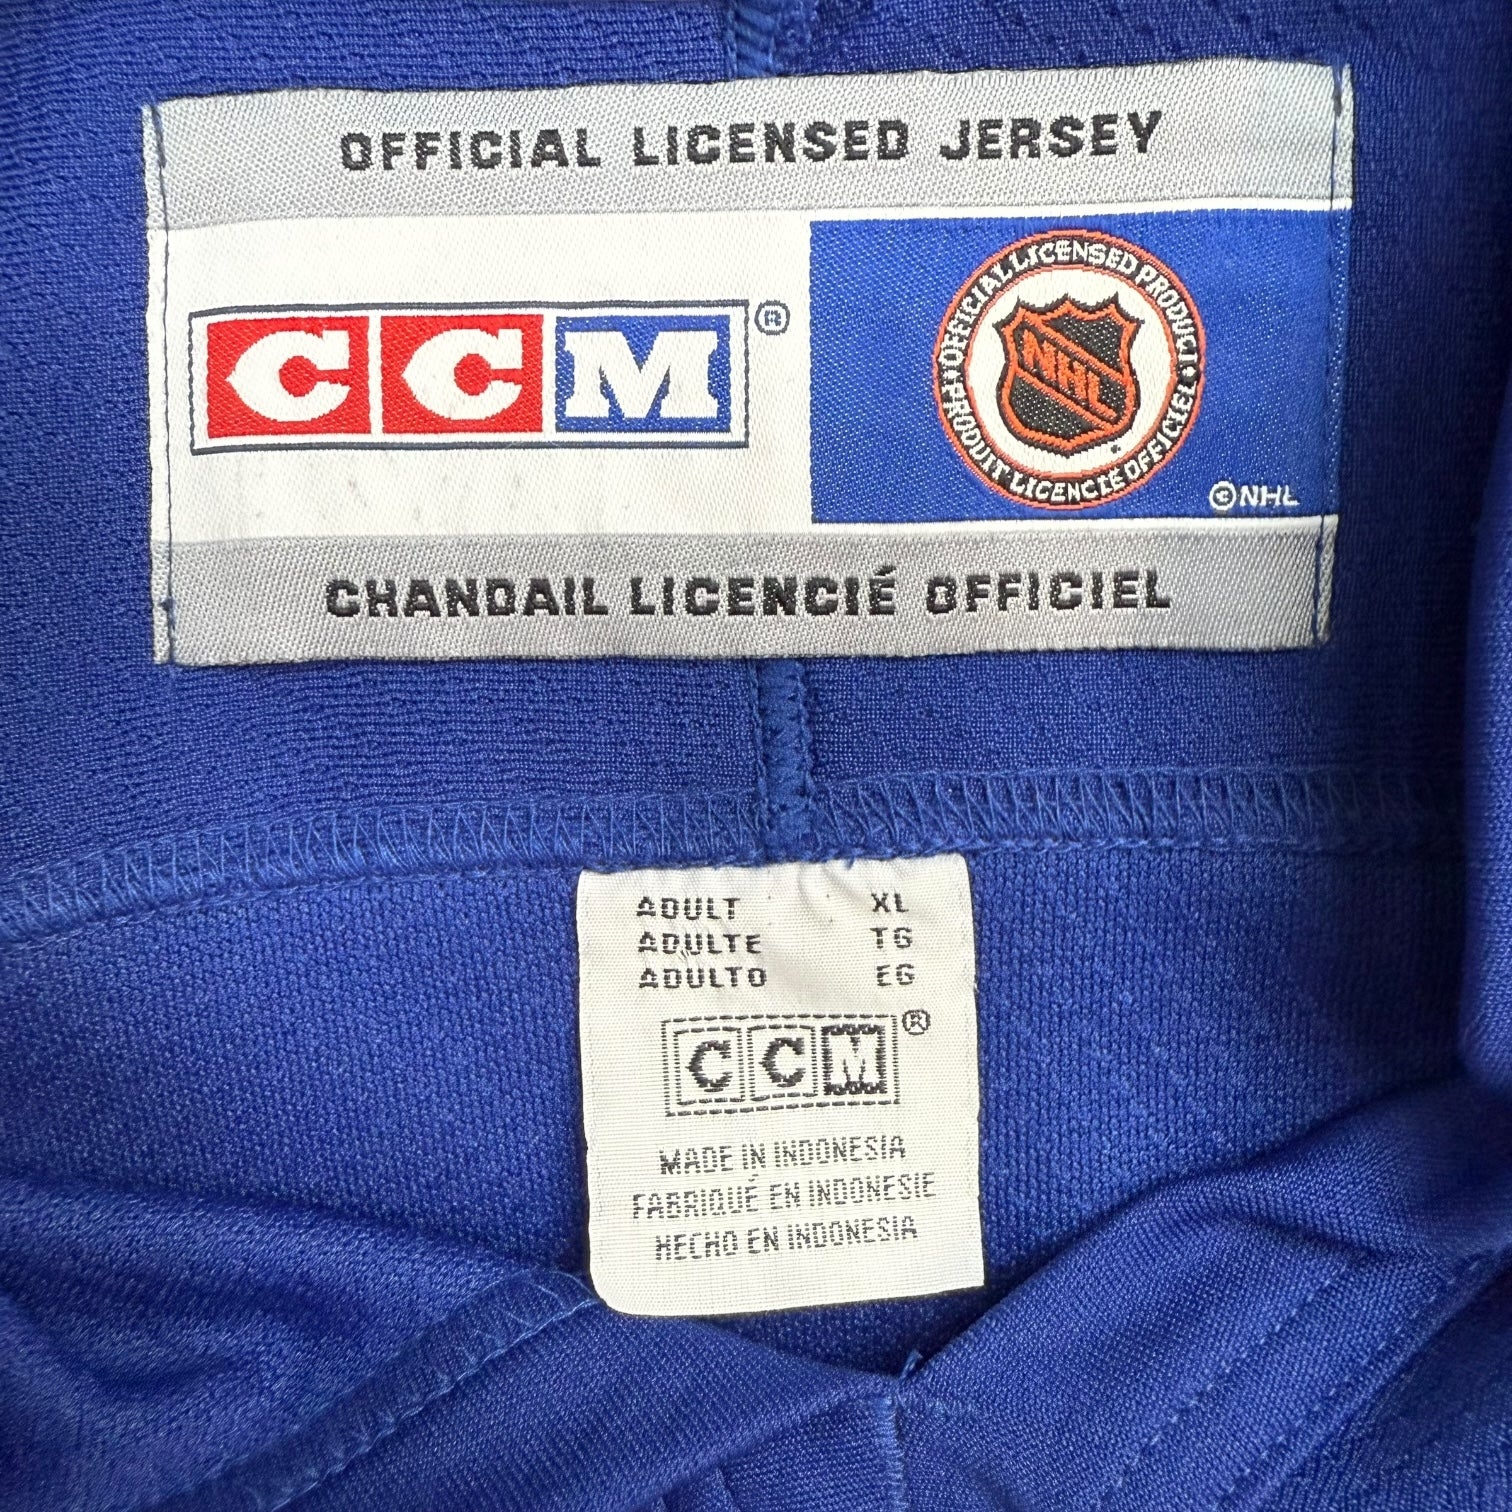 OFFICIAL LICENSED JERSEY
CCM®
OFFICIAL LICENSED PRODUCT
NHL
PRODUIT LICENCIÉ OFFICIEL
©NHL
CHANDAIL LICENCIÉ OFFICIEL
ADULT XL
ADULTE TG
ADULTO EG
CCM®
MADE IN INDONESIA
FABRIQUÉ EN INDONESIE
HECHO EN INDONESIA